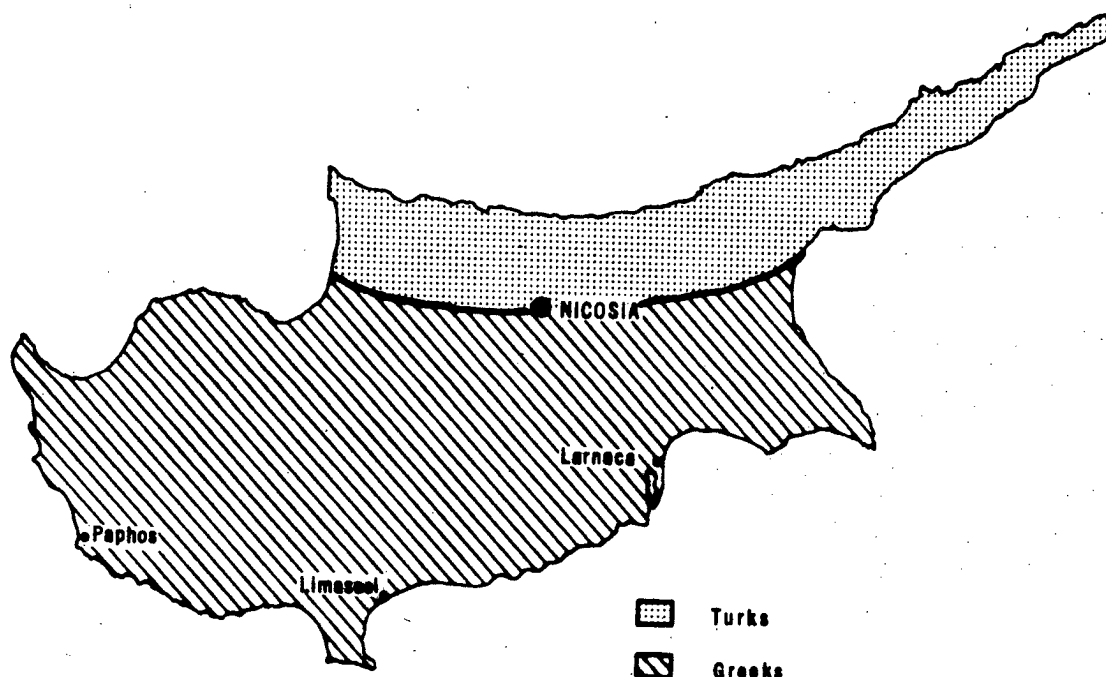 NICOSIA
Larnaca
Paphos
Limassol
Turks
Greeks